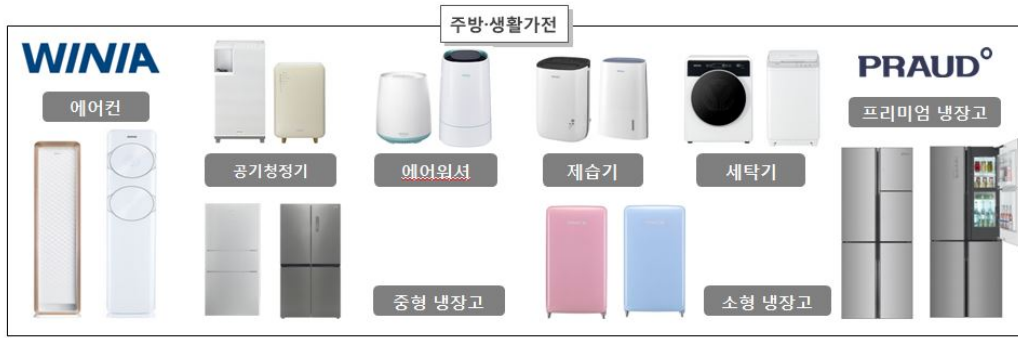 주방·생활가전
WINIA
PRAUD°
에어컨
프리미엄 냉장고
공기청정기
에어워셔
제습기
세탁기
중형 냉장고
소형 냉장고